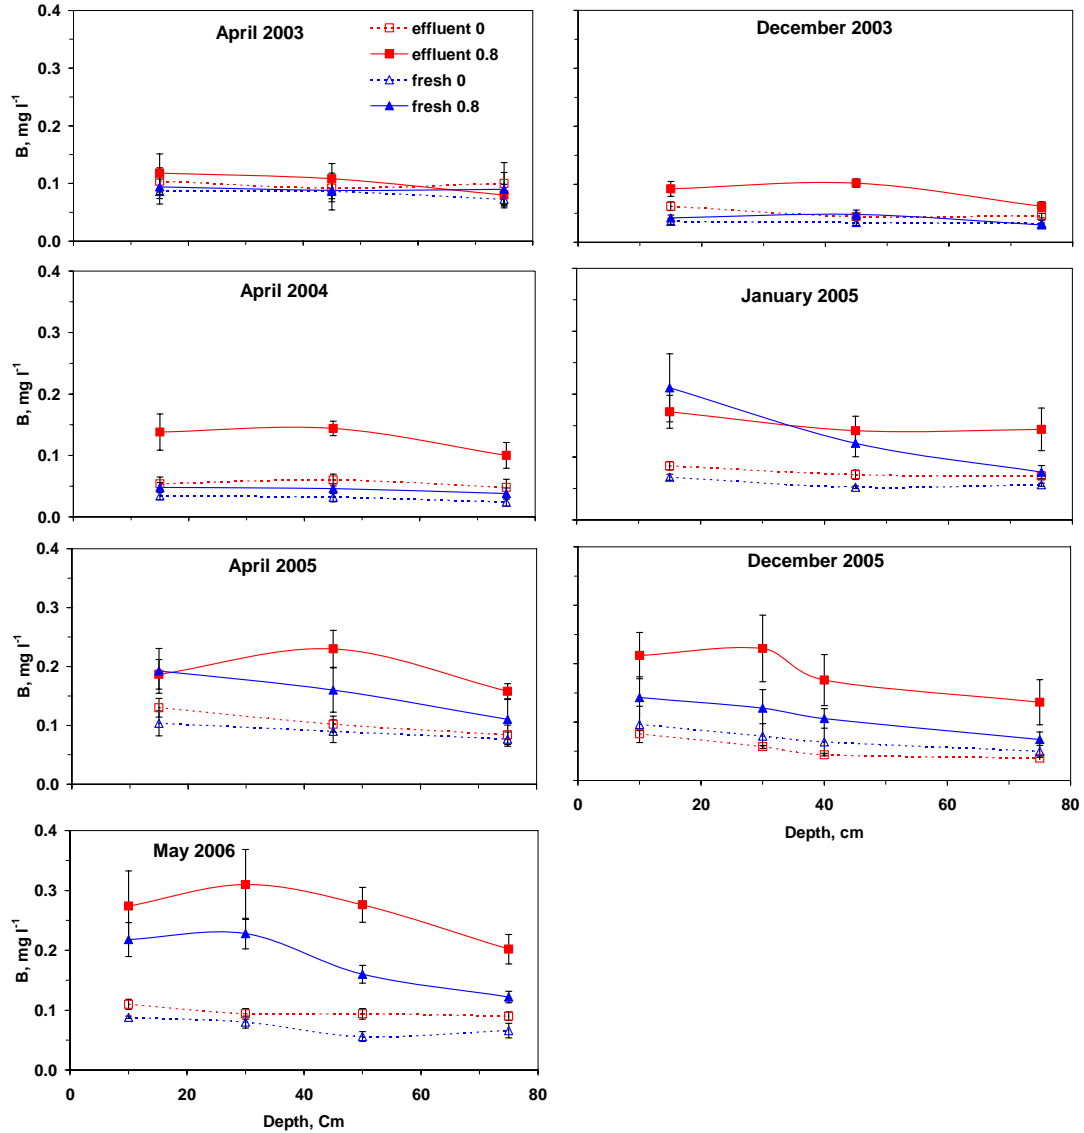 April 2003
effluent 0
effluent 0.8
fresh 0
fresh 0.8
B, mg l-1
0.4
0.3
0.2
0.1
0.0
December 2003
April 2004
B, mg l-1
0.4
0.3
0.2
0.1
0.0
January 2005
April 2005
B, mg l-1
0.4
0.3
0.2
0.1
0.0
December 2005
0 20 40 60 80
Depth, cm
May 2006
B, mg l-1
0.4
0.3
0.2
0.1
0.0
0 20 40 60 80
Depth, Cm